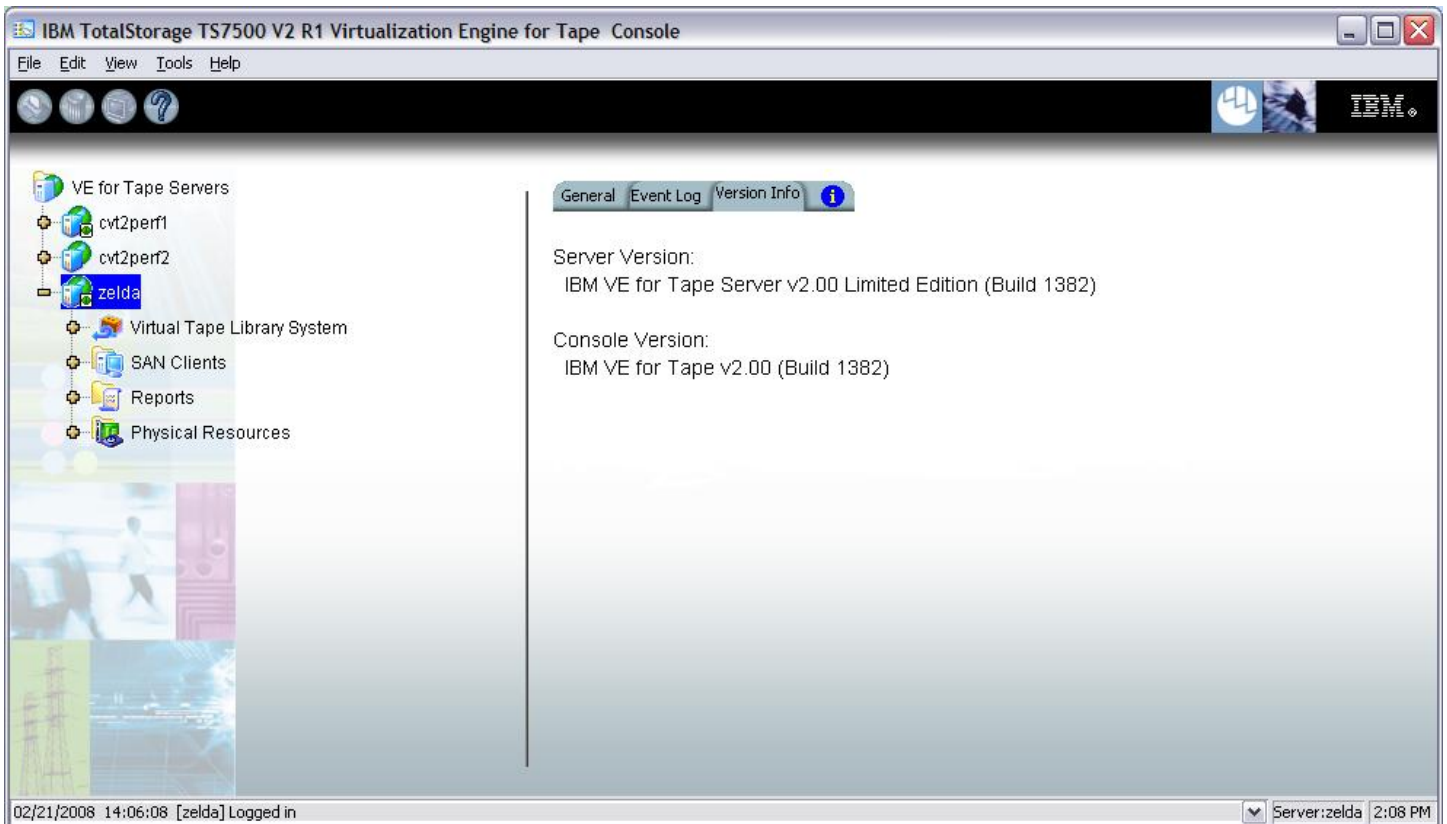 IBM TotalStorage TS7500 V2 R1 Virtualization Engine for Tape Console
File Edit View Tools Help
IBM®
VE for Tape Servers
cvt2perf1
cvt2perf2
zelda
Virtual Tape Library System
SAN Clients
Reports
Physical Resources
General Event Log Version Info
Server Version:
IBM VE for Tape Server v2.00 Limited Edition (Build 1382)
Console Version:
IBM VE for Tape v2.00 (Build 1382)
02/21/2008 14:06:08 [zelda] Logged in
Server:zelda 2:08 PM